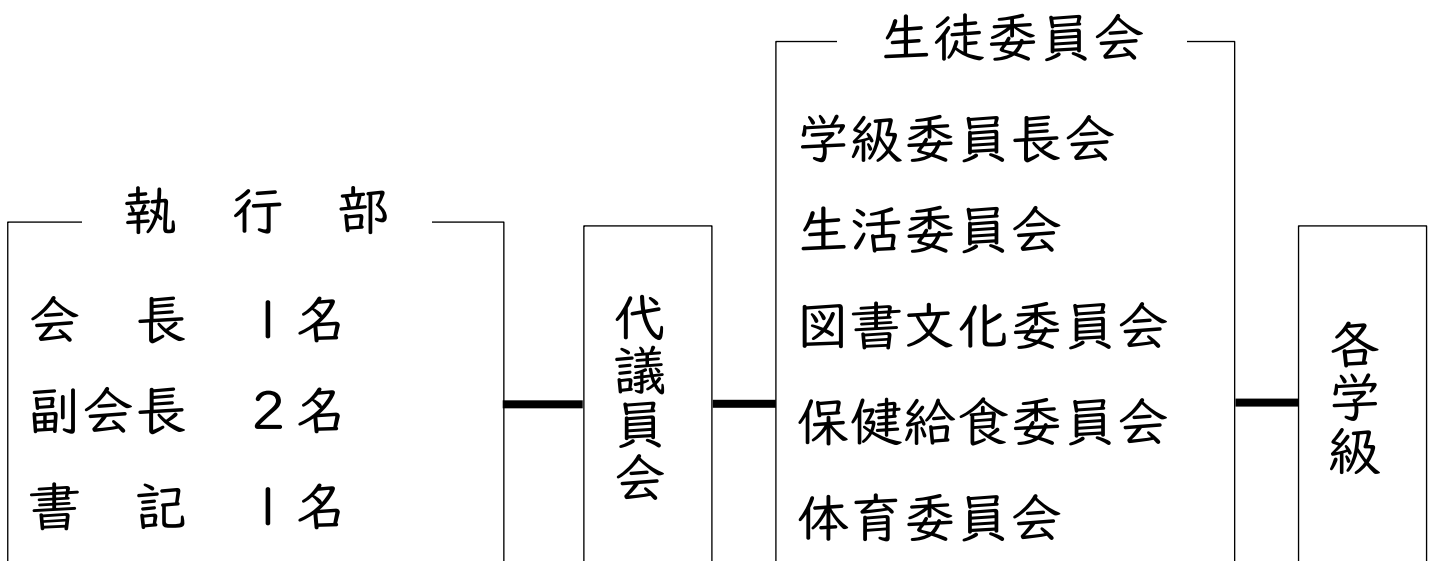 執　行　部
会　長　1名
副会長　2名
書　記　1名
代議員会
生徒委員会
学級委員長会
生活委員会
図書文化委員会
保健給食委員会
体育委員会
各学級